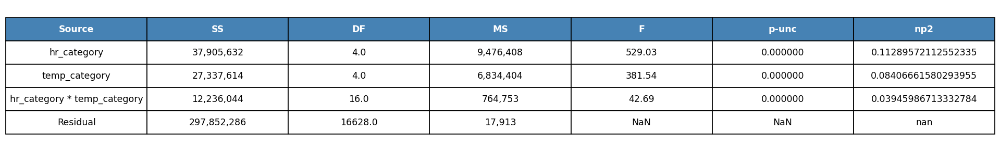 Source SS DF MS F p-unc np2
hr_category 37,905,632 4.0 9,476,408 529.03 0.000000 0.11289572112552335
temp_category 27,337,614 4.0 6,834,404 381.54 0.000000 0.08406661580293955
hr_category * temp_category 12,236,044 16.0 764,753 42.69 0.000000 0.03945986713332784
Residual 297,852,286 16628.0 17,913 NaN NaN nan